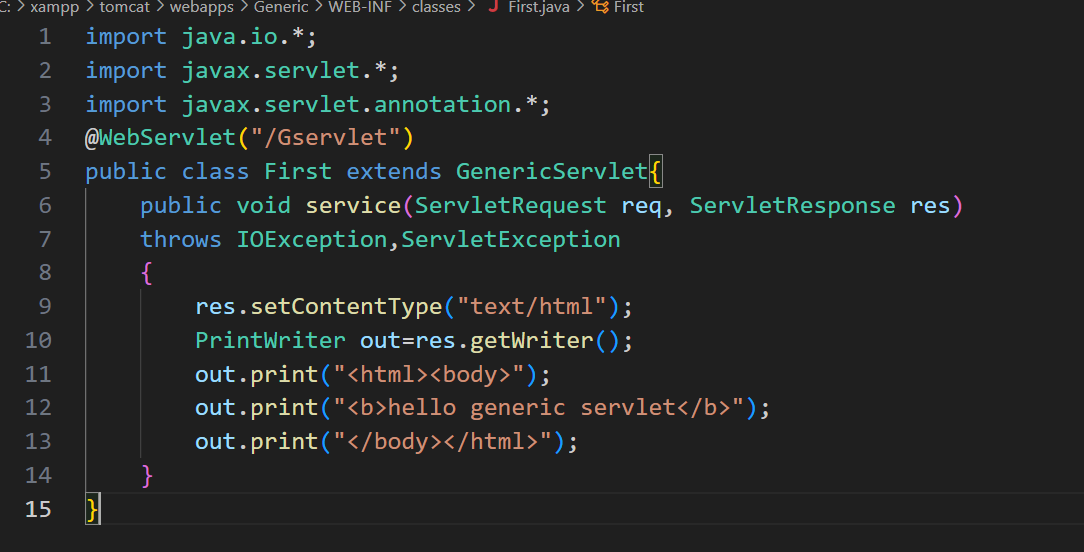 C: > xampp > tomcat > webapps > Generic > WEB-INF > classes > J First.java > First
1 import java.io.*;
2 import javax.servlet.*;
3 import javax.servlet.annotation.*;
4 @WebServlet("/Gservlet")
5 public class First extends GenericServlet{
6     public void service(ServletRequest req, ServletResponse res)
7     throws IOException,ServletException
8     {
9         res.setContentType("text/html");
10         PrintWriter out=res.getWriter();
11         out.print("<html><body>");
12         out.print("<b>hello generic servlet</b>");
13         out.print("</body></html>");
14     }
15 }